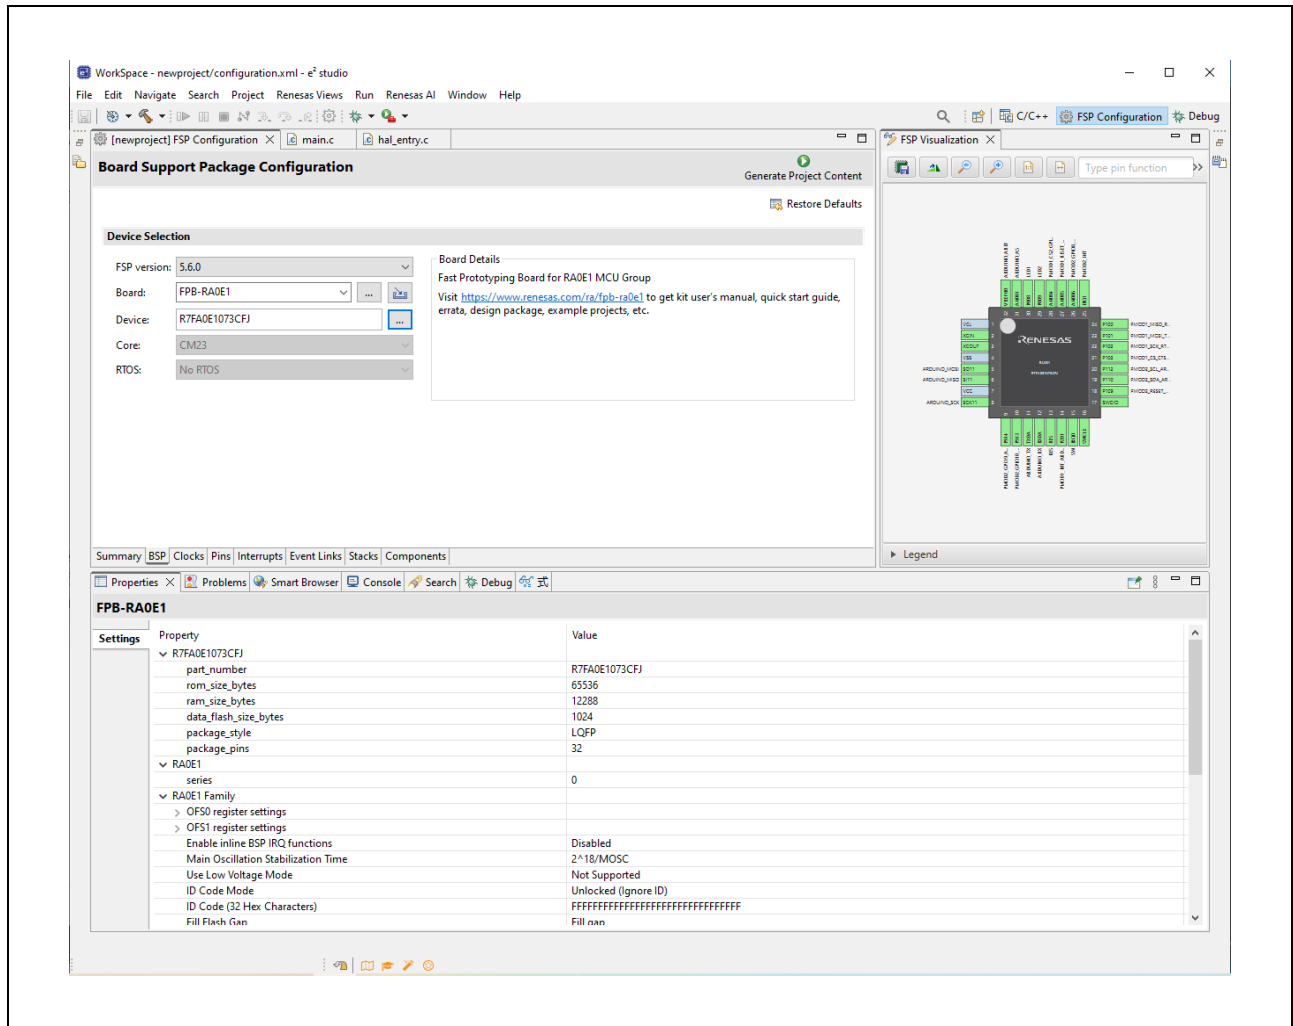 WorkSpace - newproject/configuration.xml - e² studio
File Edit Navigate Search Project Renesas Views Run Renesas AI Window Help
C/C++ FSP Configuration Debug
[newproject] FSP Configuration main.c hal_entry.c
FSP Visualization
Board Support Package Configuration
Generate Project Content
Type pin function
Restore Defaults
Device Selection
FSP version: 5.6.0
Board: FPB-RA0E1
Device: R7FA0E1073CFJ
Core: CM23
RTOS: No RTOS
Board Details
Fast Prototyping Board for RA0E1 MCU Group
Visit https://www.renesas.com/ra/fpb-ra0e1 to get kit user's manual, quick start guide,
errata, design package, example projects, etc.
RENESAS
Legend
Summary BSP Clocks Pins Interrupts Event Links Stacks Components
Properties Problems Smart Browser Console Search Debug 式
FPB-RA0E1
Settings
Property Value
R7FA0E1073CFJ
part_number R7FA0E1073CFJ
rom_size_bytes 65536
ram_size_bytes 12288
data_flash_size_bytes 1024
package_style LQFP
package_pins 32
RA0E1
series 0
RA0E1 Family
OFS0 register settings
OFS1 register settings
Enable inline BSP IRQ functions Disabled
Main Oscillation Stabilization Time 2^18/MOSC
Use Low Voltage Mode Not Supported
ID Code Mode Unlocked (Ignore ID)
ID Code (32 Hex Characters) FFFFFFFFFFFFFFFFFFFFFFFFFFFFFFFF
Fill Flash Gap Fill gap